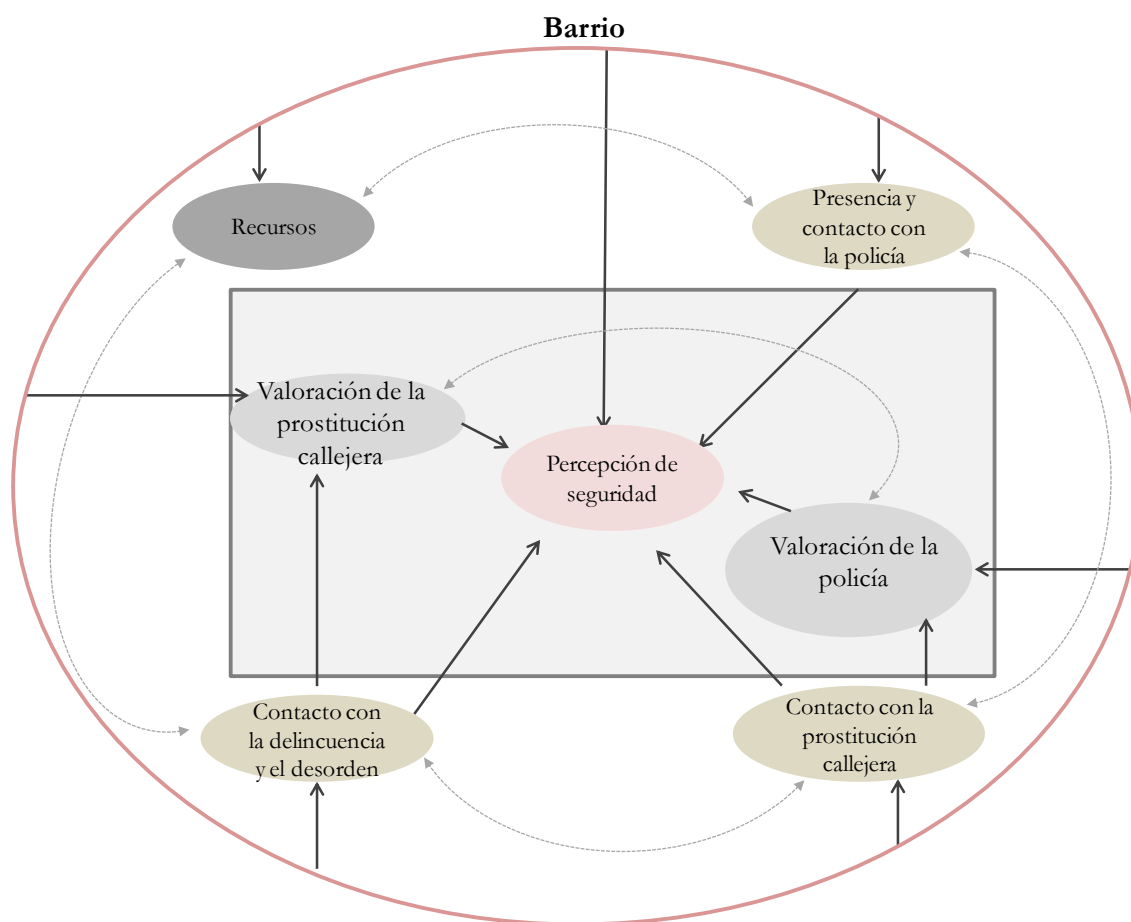 Barrio
Recursos
Presencia y
contacto con
la policía
Valoración de la
prostitución
callejera
Percepción de
seguridad
Valoración de la
policía
Contacto con
la delincuencia
y el desorden
Contacto con la
prostitución
callejera